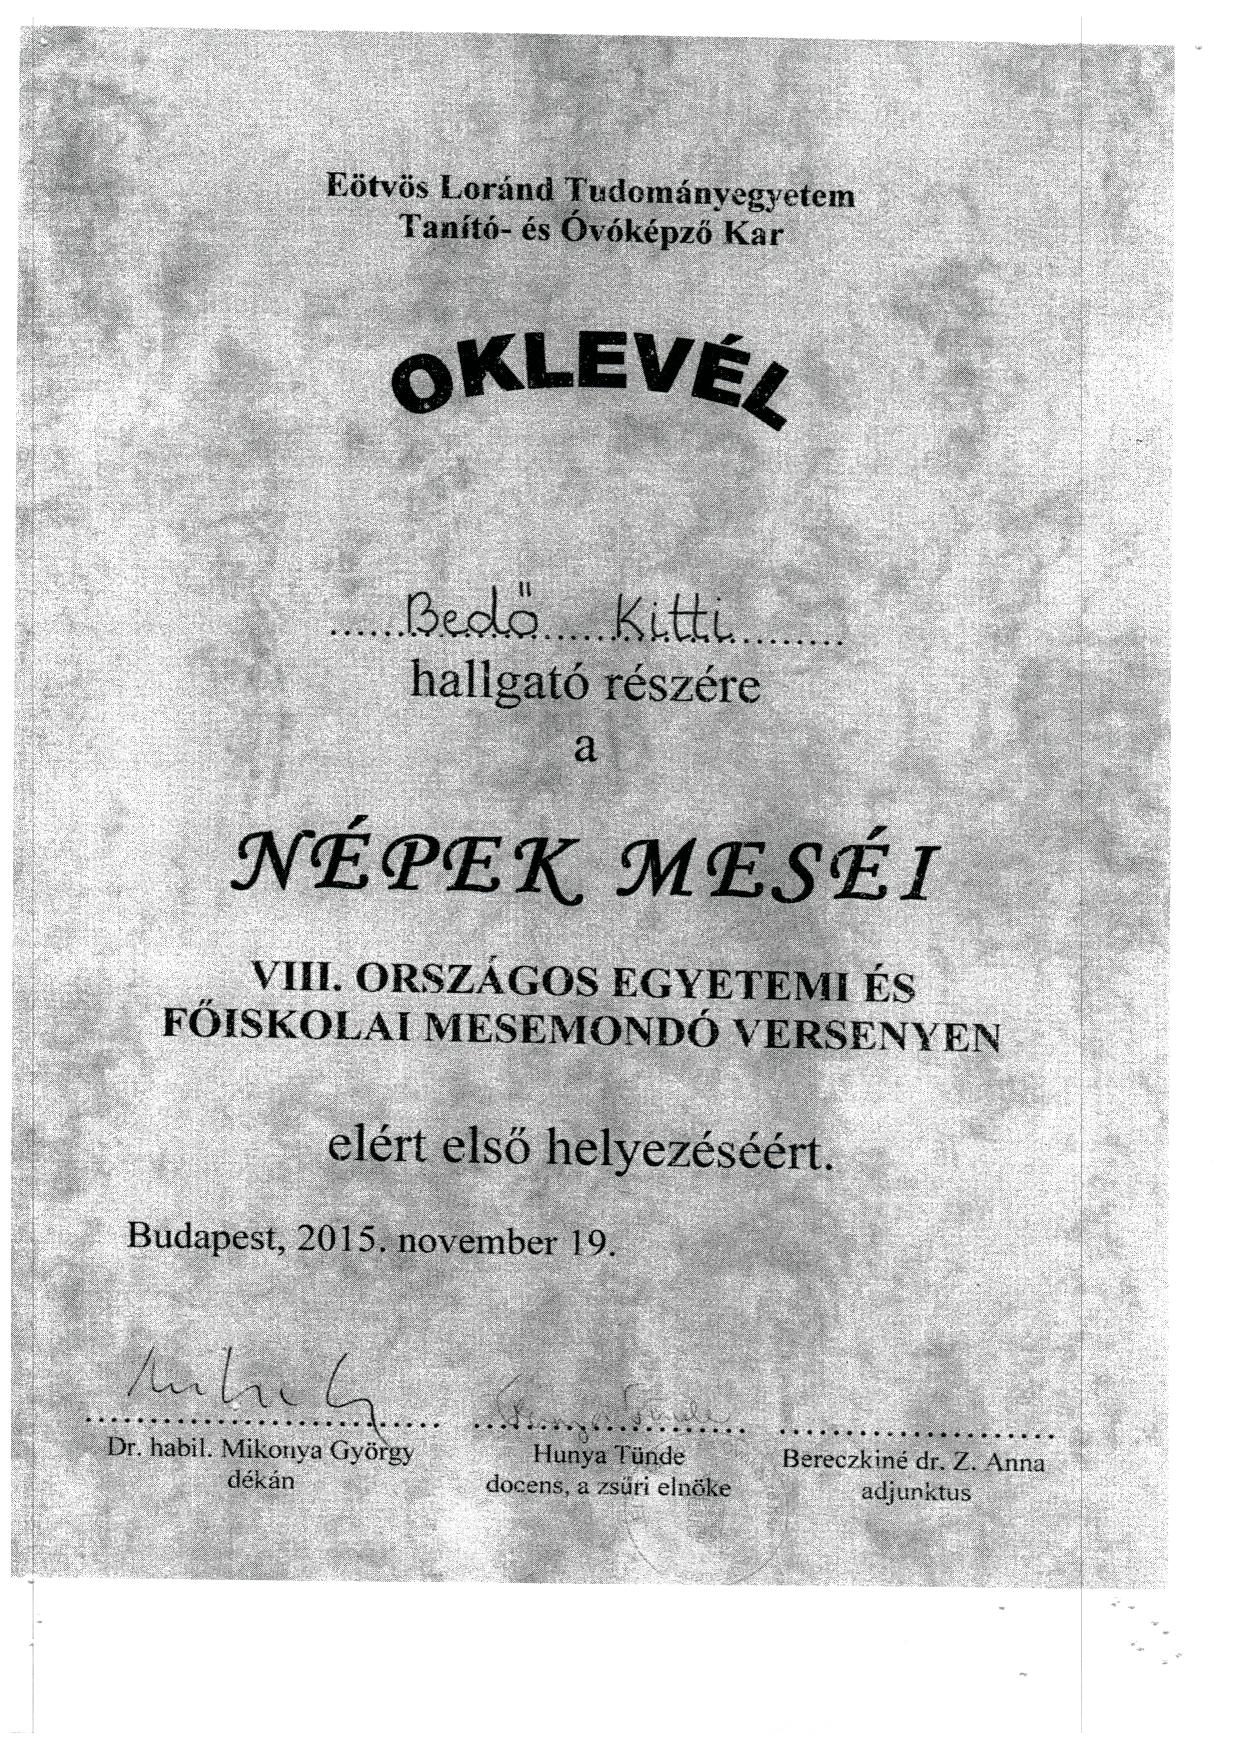 Eötvös Loránd Tudományegyetem
Tanító- és Óvóképző Kar
OKLEVÉL
......Bedő......Kitti.........
hallgató részére
a
NÉPEK MESÉI
VIII. ORSZÁGOS EGYETEMI ÉS
FŐISKOLAI MESEMONDÓ VERSENYEN
elért első helyezéséért.
Budapest, 2015. november 19.
Hunya Tünde
Dr. habil. Mikonya György
dékán
Hunya Tünde
docens, a zsűri elnöke
Bereczkiné dr. Z. Anna
adjunktus